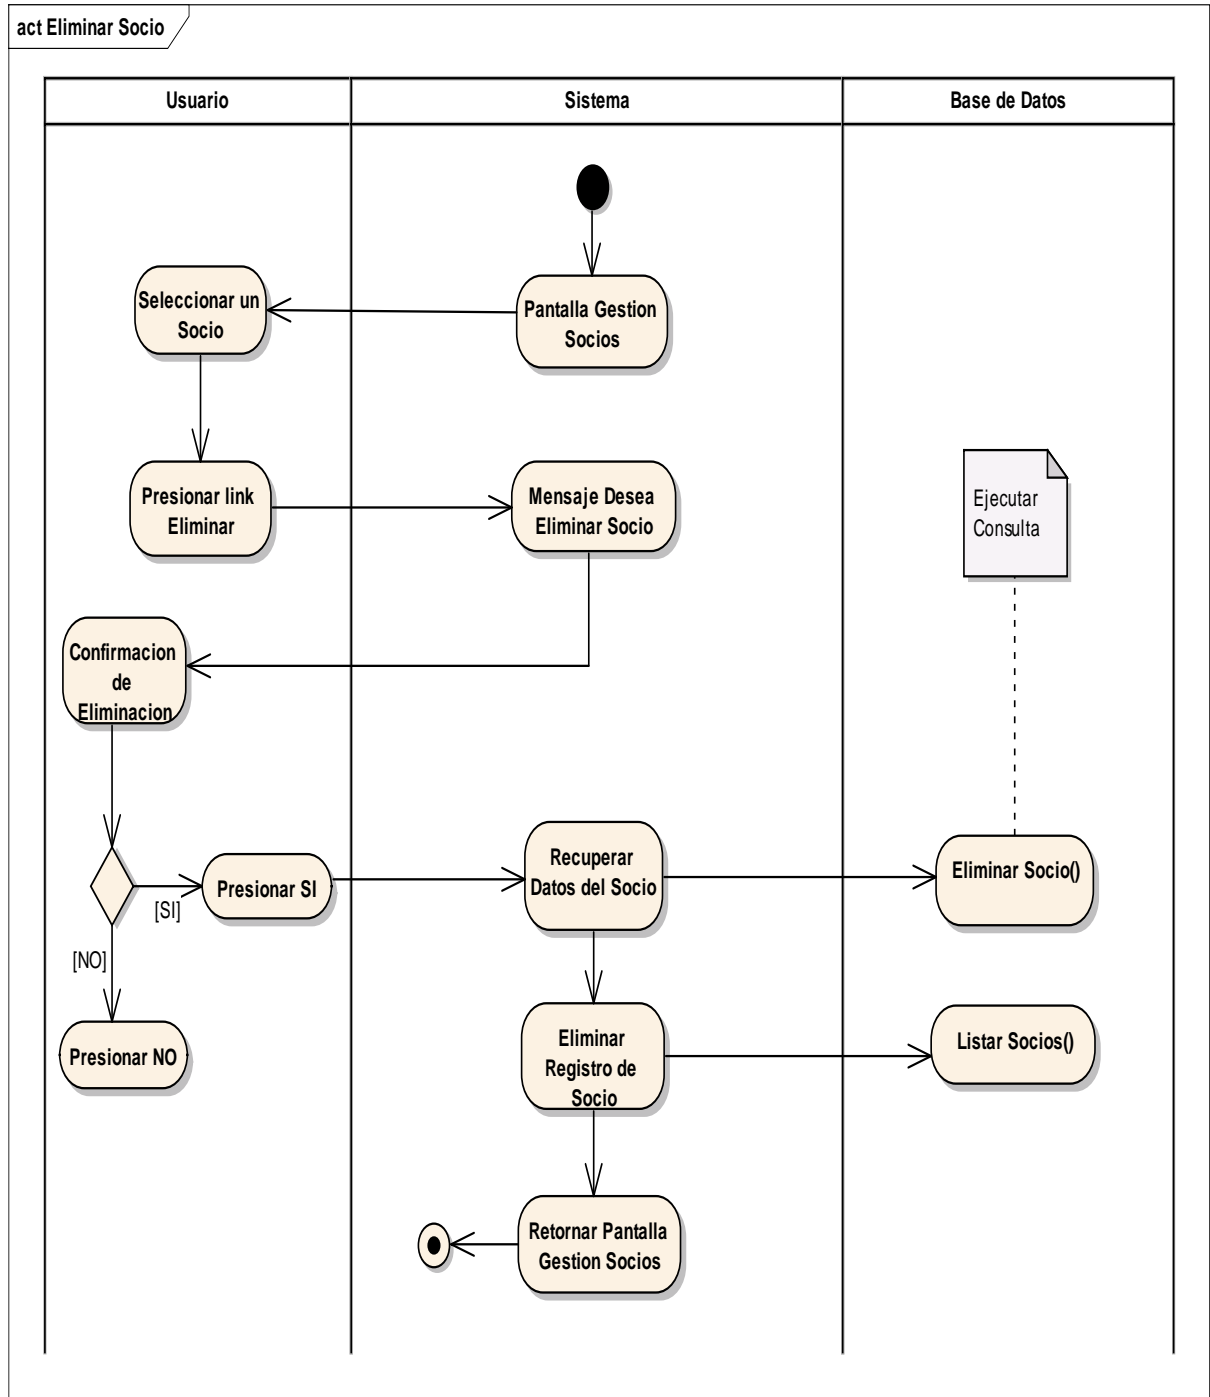 act Eliminar Socio
Usuario
Sistema
Base de Datos
Seleccionar un
Socio
Pantalla Gestion
Socios
Presionar link
Eliminar
Mensaje Desea
Eliminar Socio
Ejecutar
Consulta
Confirmacion
de
Eliminacion
Presionar SI
[SI]
[NO]
Recuperar
Datos del Socio
Eliminar Socio()
Presionar NO
Eliminar
Registro de
Socio
Listar Socios()
Retornar Pantalla
Gestion Socios